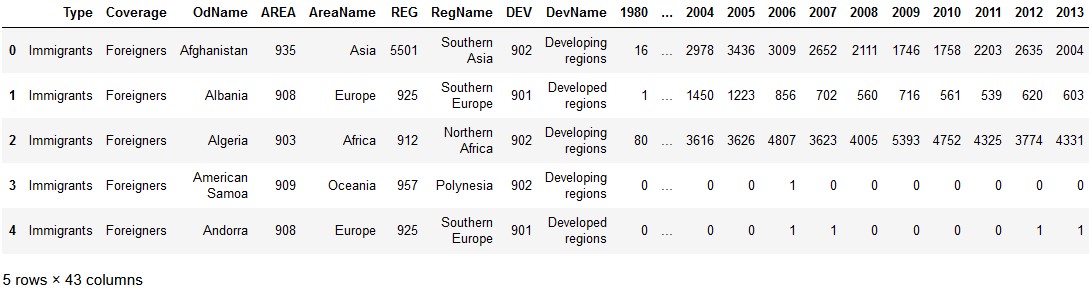 Type Coverage OdName AREA AreaName REG RegName DEV DevName 1980 ... 2004 2005 2006 2007 2008 2009 2010 2011 2012 2013
0 Immigrants Foreigners Afghanistan 935 Asia 5501 Southern Asia 902 Developing regions 16 ... 2978 3436 3009 2652 2111 1746 1758 2203 2635 2004
1 Immigrants Foreigners Albania 908 Europe 925 Southern Europe 901 Developed regions 1 ... 1450 1223 856 702 560 716 561 539 620 603
2 Immigrants Foreigners Algeria 903 Africa 912 Northern Africa 902 Developing regions 80 ... 3616 3626 4807 3623 4005 5393 4752 4325 3774 4331
3 Immigrants Foreigners American Samoa 909 Oceania 957 Polynesia 902 Developing regions 0 ... 0 0 1 0 0 0 0 0 0 0
4 Immigrants Foreigners Andorra 908 Europe 925 Southern Europe 901 Developed regions 0 ... 0 0 1 1 0 0 0 0 1 1
5 rows × 43 columns